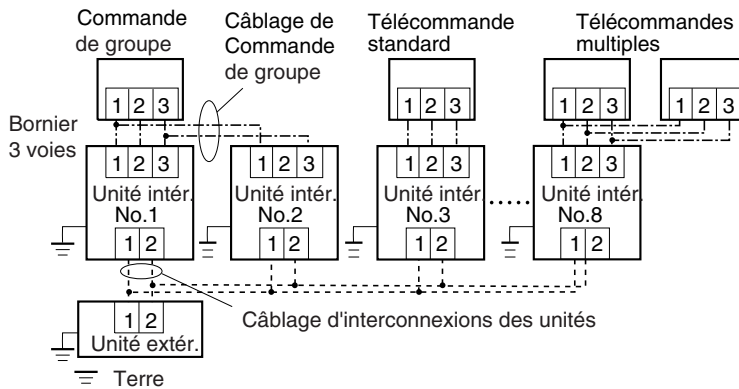 Commande
de groupe
Câblage de
Commande
de groupe
Télécommande
standard
Télécommandes
multiples
1 2 3
1 2 3
1 2 3
1 2 3
Bornier
3 voies
1 2 3
1 2 3
1 2 3
1 2 3
Unité intér.
No.1
Unité intér.
No.2
Unité intér.
No.3
Unité intér.
No.8
1 2
1 2
1 2
1 2
1 2
Unité extér.
Câblage d'interconnexions des unités
Terre